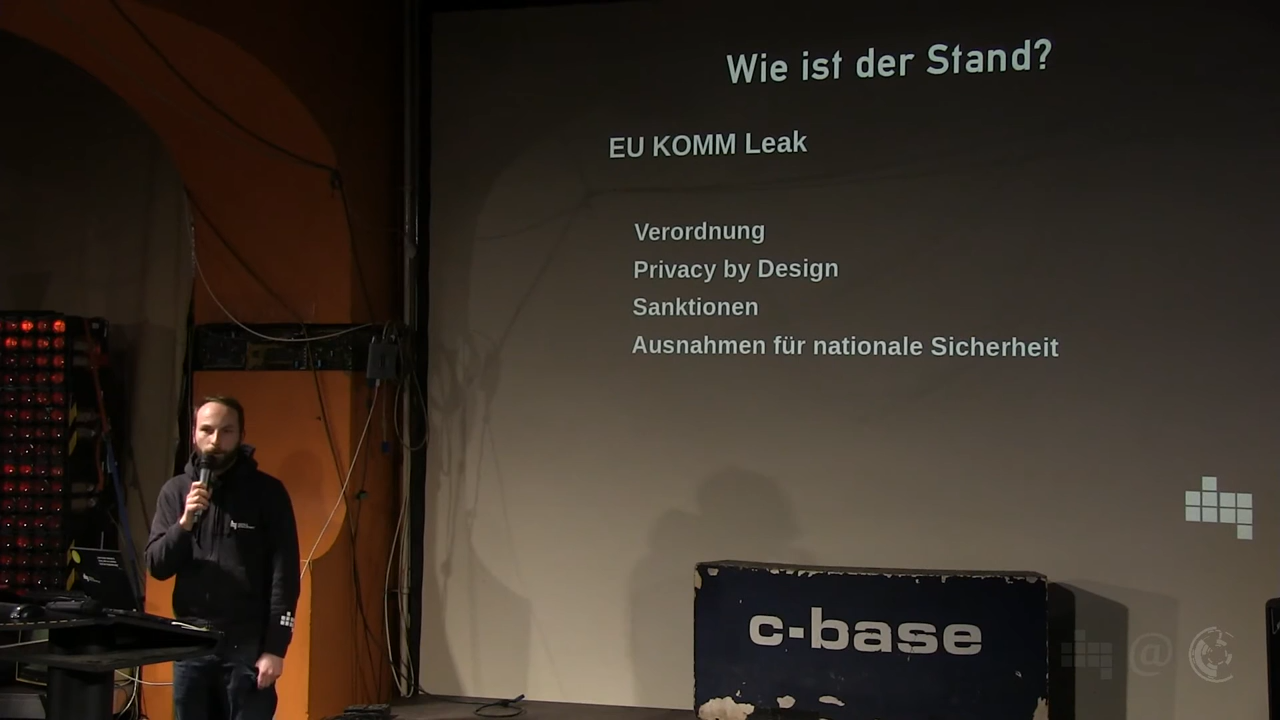 Wie ist der Stand?
EU KOMM Leak
Verordnung
Privacy by Design
Sanktionen
Ausnahmen für nationale Sicherheit
c-base
@